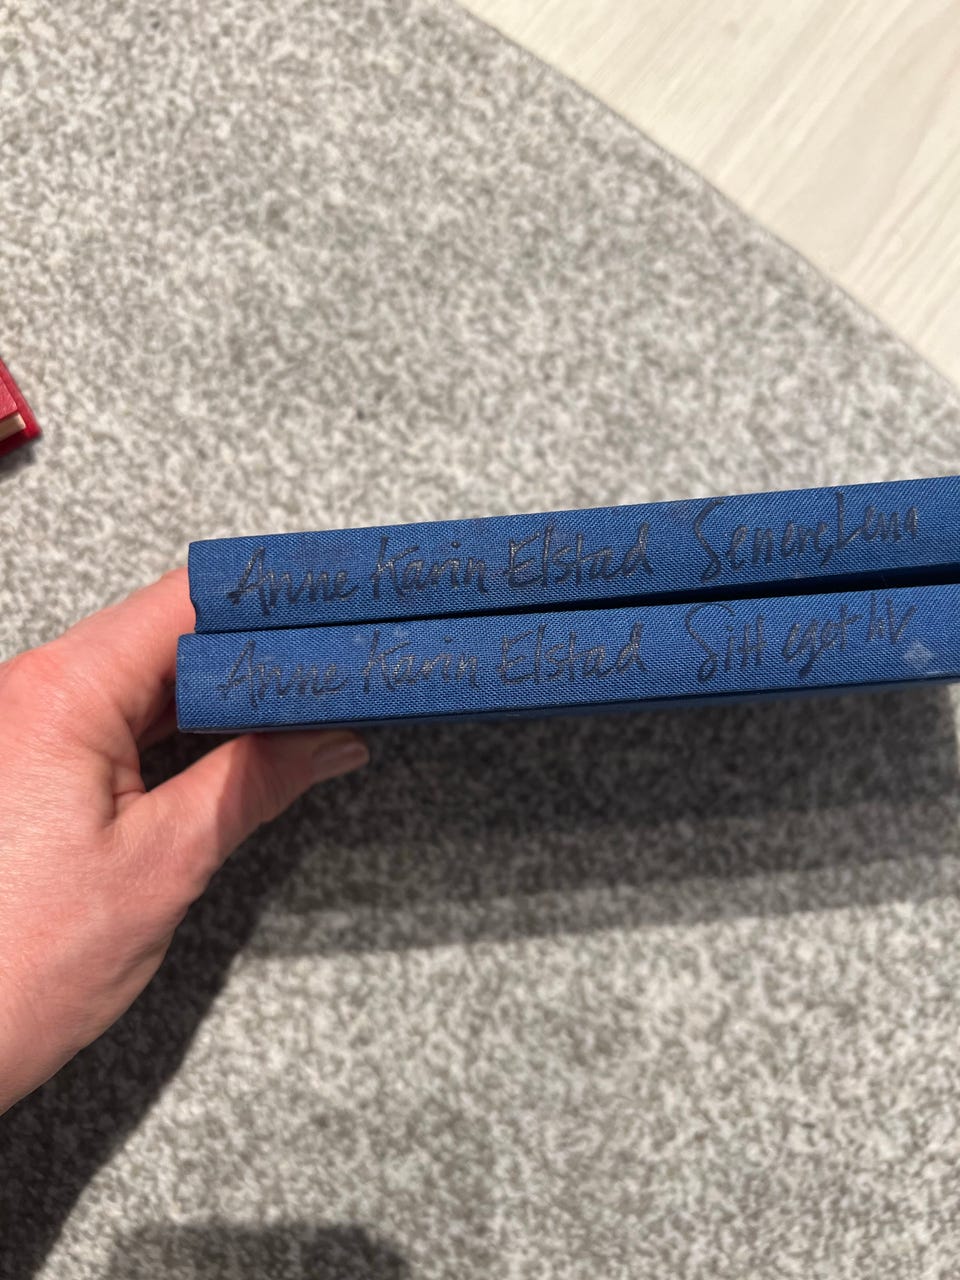 Anne Karin Elstad Senere, Lena
Anne Karin Elstad Sitt eget liv